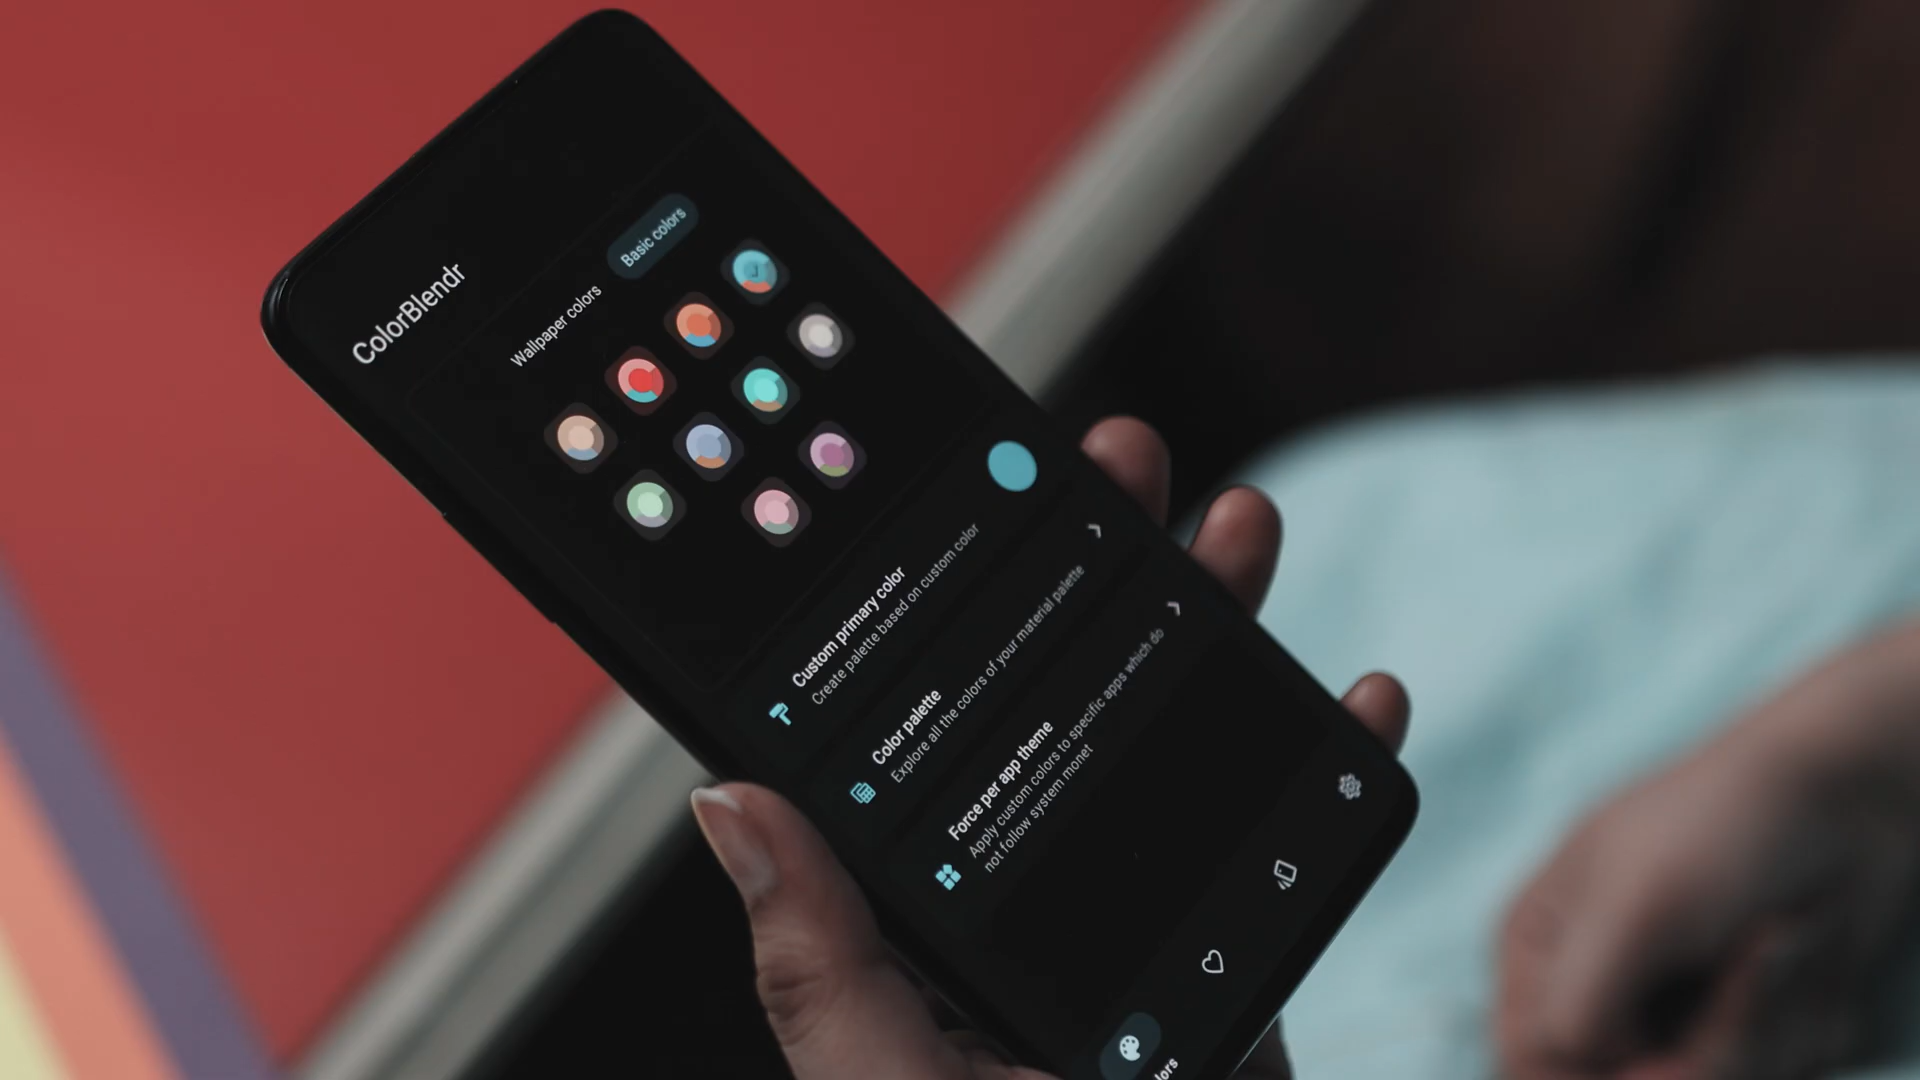 ColorBlendr
Wallpaper colors
Basic colors
Custom primary color
Create palette based on custom color
Color palette
Explore all the colors of your material palette
Force per app theme
Apply custom colors to specific apps which do
not follow system monet